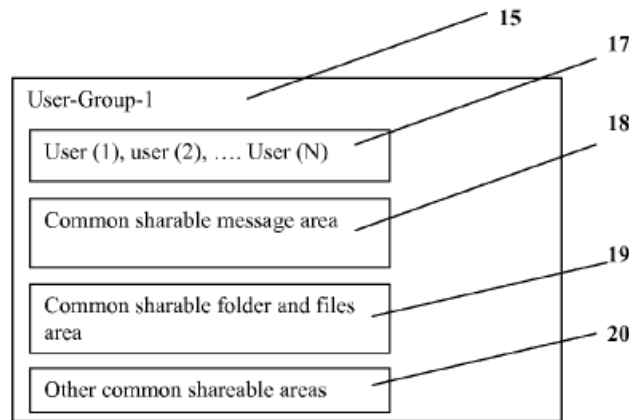 15
17
User-Group-1
18
User (1), user (2), …. User (N)
Common sharable message area
19
Common sharable folder and files
area
20
Other common shareable areas